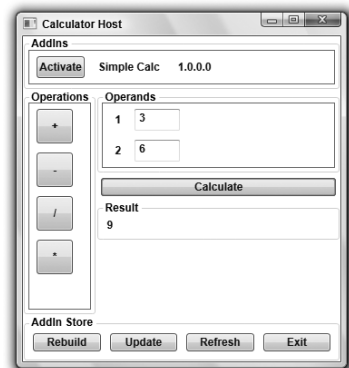 Calculator Host
AddIns
Activate Simple Calc 1.0.0.0
Operations Operands
+
1 3
-
2 6
Calculate
/
Result
9
*
AddIn Store
Rebuild Update Refresh Exit